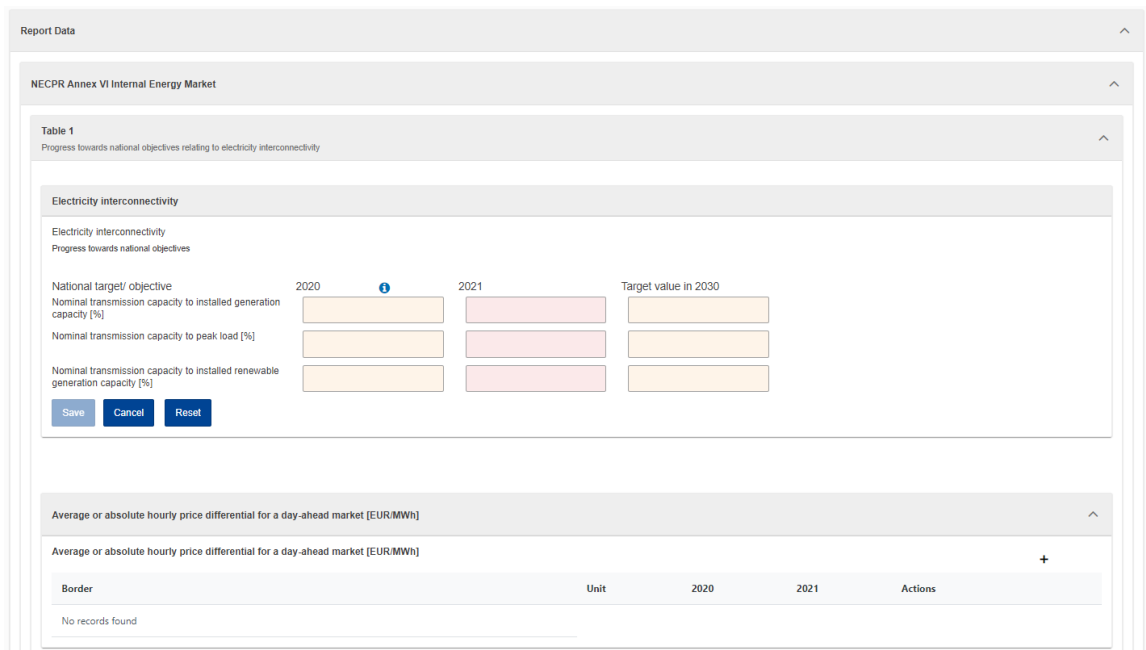 Report Data
NECPR Annex VI Internal Energy Market
Table 1
Progress towards national objectives relating to electricity interconnectivity
Electricity interconnectivity
Electricity interconnectivity
Progress towards national objectives
National target/ objective 2020 2021 Target value in 2030
Nominal transmission capacity to installed generation
capacity [%]
Nominal transmission capacity to peak load [%]
Nominal transmission capacity to installed renewable
generation capacity [%]
Save Cancel Reset
Average or absolute hourly price differential for a day-ahead market [EUR/MWh]
Average or absolute hourly price differential for a day-ahead market [EUR/MWh]
Border Unit 2020 2021 Actions
No records found